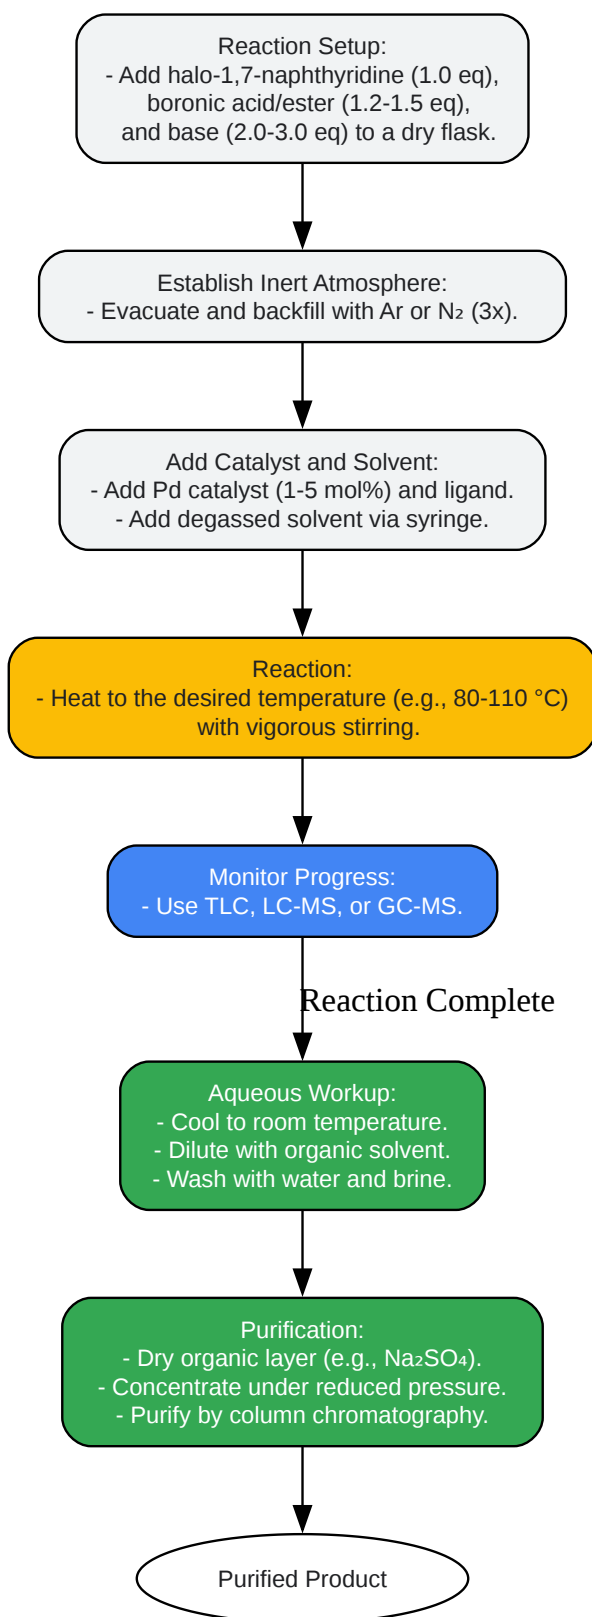 Reaction Setup:
- Add halo-1,7-naphthyridine (1.0 eq),
boronic acid/ester (1.2-1.5 eq),
and base (2.0-3.0 eq) to a dry flask.
Establish Inert Atmosphere:
- Evacuate and backfill with Ar or N₂ (3x).
Add Catalyst and Solvent:
- Add Pd catalyst (1-5 mol%) and ligand.
- Add degassed solvent via syringe.
Reaction:
- Heat to the desired temperature (e.g., 80-110 °C)
with vigorous stirring.
Monitor Progress:
- Use TLC, LC-MS, or GC-MS.
Reaction Complete
Aqueous Workup:
- Cool to room temperature.
- Dilute with organic solvent.
- Wash with water and brine.
Purification:
- Dry organic layer (e.g., Na₂SO₄).
- Concentrate under reduced pressure.
- Purify by column chromatography.
Purified Product